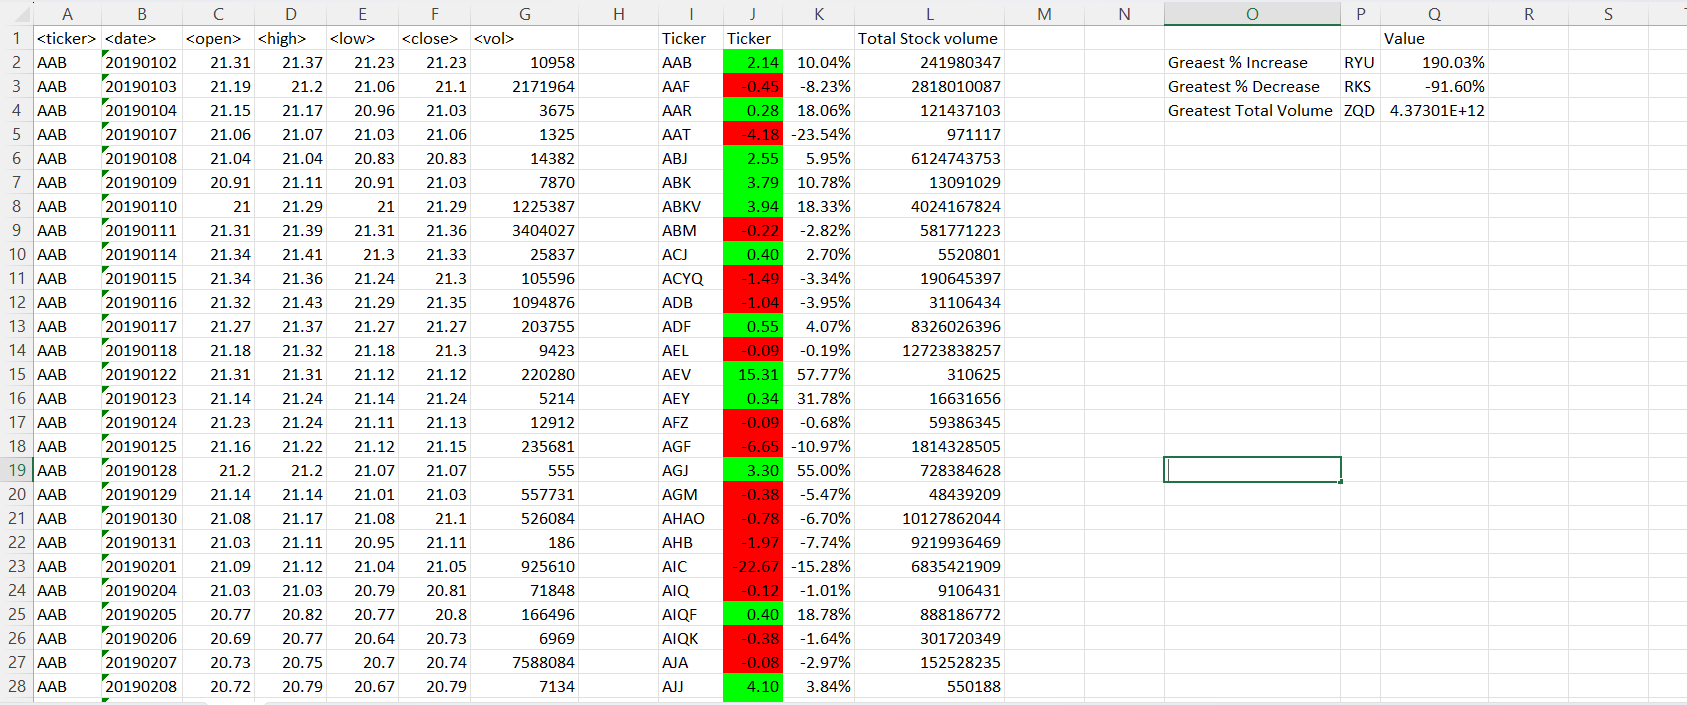 A B C D E F G H I J K L M N O P Q R S
1 <ticker> <date> <open> <high> <low> <close> <vol> Ticker Ticker Total Stock volume Value
2 AAB 20190102 21.31 21.37 21.23 21.23 10958 AAB 2.14 10.04% 241980347 Greaest % Increase RYU 190.03%
3 AAB 20190103 21.19 21.2 21.06 21.1 2171964 AAF -0.45 -8.23% 2818010087 Greatest % Decrease RKS -91.60%
4 AAB 20190104 21.15 21.17 20.96 21.03 3675 AAR 0.28 18.06% 121437103 Greatest Total Volume ZQD 4.37301E+12
5 AAB 20190107 21.06 21.07 21.03 21.06 1325 AAT -4.18 -23.54% 971117
6 AAB 20190108 21.04 21.04 20.83 20.83 14382 ABJ 2.55 5.95% 6124743753
7 AAB 20190109 20.91 21.11 20.91 21.03 7870 ABK 3.79 10.78% 13091029
8 AAB 20190110 21 21.29 21 21.29 1225387 ABKV 3.94 18.33% 4024167824
9 AAB 20190111 21.31 21.39 21.31 21.36 3404027 ABM -0.22 -2.82% 581771223
10 AAB 20190114 21.34 21.41 21.3 21.33 25837 ACJ 0.40 2.70% 5520801
11 AAB 20190115 21.34 21.36 21.24 21.3 105596 ACYQ -1.49 -3.34% 190645397
12 AAB 20190116 21.32 21.43 21.29 21.35 1094876 ADB -1.04 -3.95% 31106434
13 AAB 20190117 21.27 21.37 21.27 21.27 203755 ADF 0.55 4.07% 8326026396
14 AAB 20190118 21.18 21.32 21.18 21.3 9423 AEL -0.09 -0.19% 12723838257
15 AAB 20190122 21.31 21.31 21.12 21.12 220280 AEV 15.31 57.77% 310625
16 AAB 20190123 21.14 21.24 21.14 21.24 5214 AEY 0.34 31.78% 16631656
17 AAB 20190124 21.23 21.24 21.11 21.13 12912 AFZ -0.09 -0.68% 59386345
18 AAB 20190125 21.16 21.22 21.12 21.15 235681 AGF -6.65 -10.97% 1814328505
19 AAB 20190128 21.2 21.2 21.07 21.07 555 AGJ 3.30 55.00% 728384628
20 AAB 20190129 21.14 21.14 21.01 21.03 557731 AGM -0.38 -5.47% 48439209
21 AAB 20190130 21.08 21.17 21.08 21.1 526084 AHAO -0.78 -6.70% 10127862044
22 AAB 20190131 21.03 21.11 20.95 21.11 186 AHB -1.97 -7.74% 9219936469
23 AAB 20190201 21.09 21.12 21.04 21.05 925610 AIC -22.67 -15.28% 6835421909
24 AAB 20190204 21.03 21.03 20.79 20.81 71848 AIQ -0.12 -1.01% 9106431
25 AAB 20190205 20.77 20.82 20.77 20.8 166496 AIQF 0.40 18.78% 888186772
26 AAB 20190206 20.69 20.77 20.64 20.73 6969 AIQK -0.38 -1.64% 301720349
27 AAB 20190207 20.73 20.75 20.7 20.74 7588084 AJA -0.08 -2.97% 152528235
28 AAB 20190208 20.72 20.79 20.67 20.79 7134 AJJ 4.10 3.84% 550188